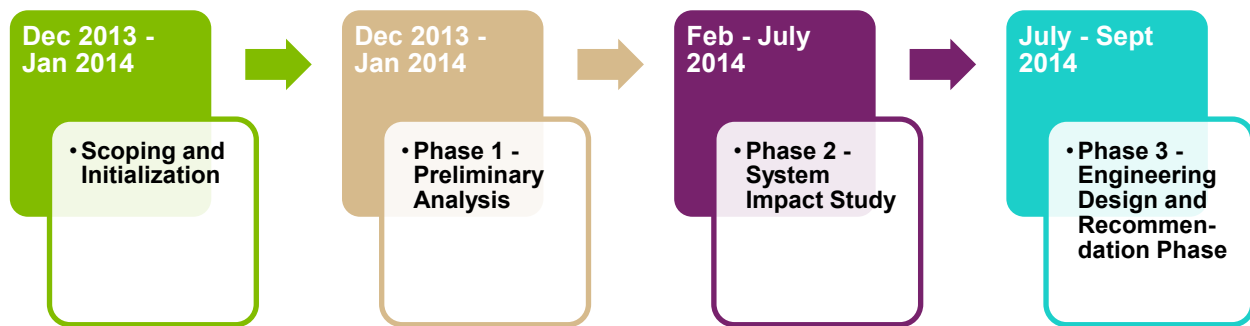 Dec 2013 -
Jan 2014
• Scoping and
Initialization
Dec 2013 -
Jan 2014
• Phase 1 -
Preliminary
Analysis
Feb - July
2014
• Phase 2 -
System
Impact Study
July - Sept
2014
• Phase 3 -
Engineering
Design and
Recommen-
dation Phase